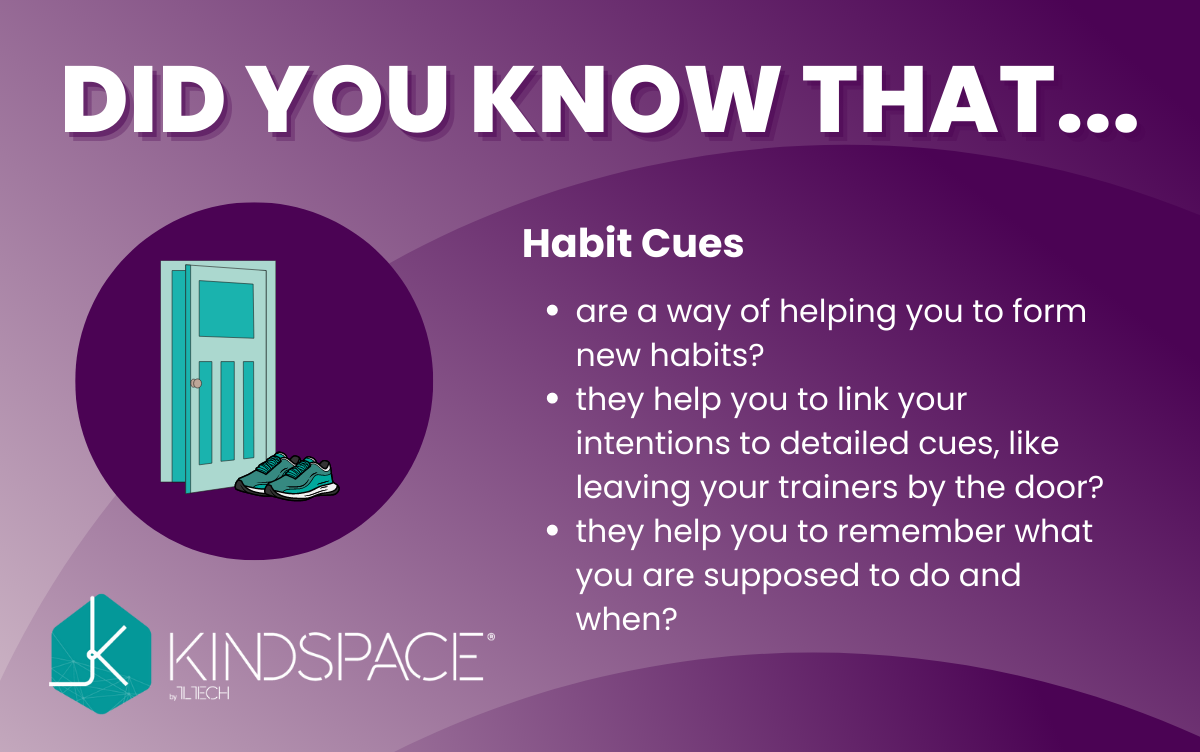 DID YOU KNOW THAT...
Habit Cues
• are a way of helping you to form
new habits?
• they help you to link your
intentions to detailed cues, like
leaving your trainers by the door?
• they help you to remember what
you are supposed to do and
when?
KINDSPACE®
by 1LTECH